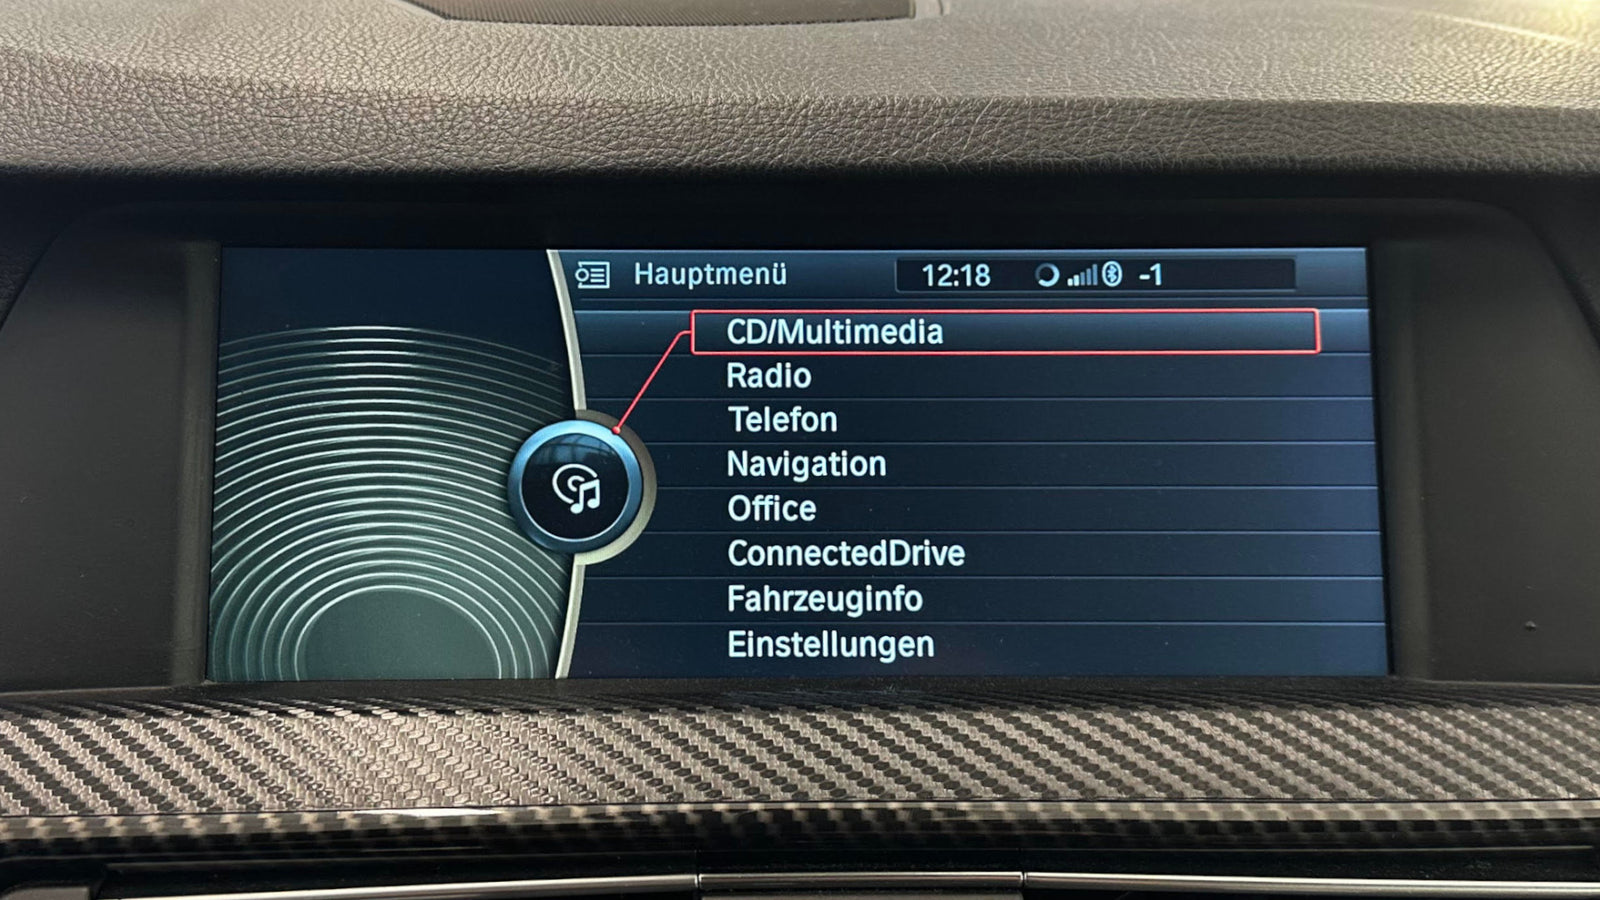 Hauptmenü 12:18 -1
CD/Multimedia
Radio
Telefon
Navigation
Office
ConnectedDrive
Fahrzeuginfo
Einstellungen